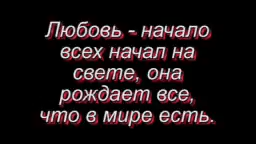 Любовь - начало
всех начал на
свете, она
рождает все,
что в мире есть.